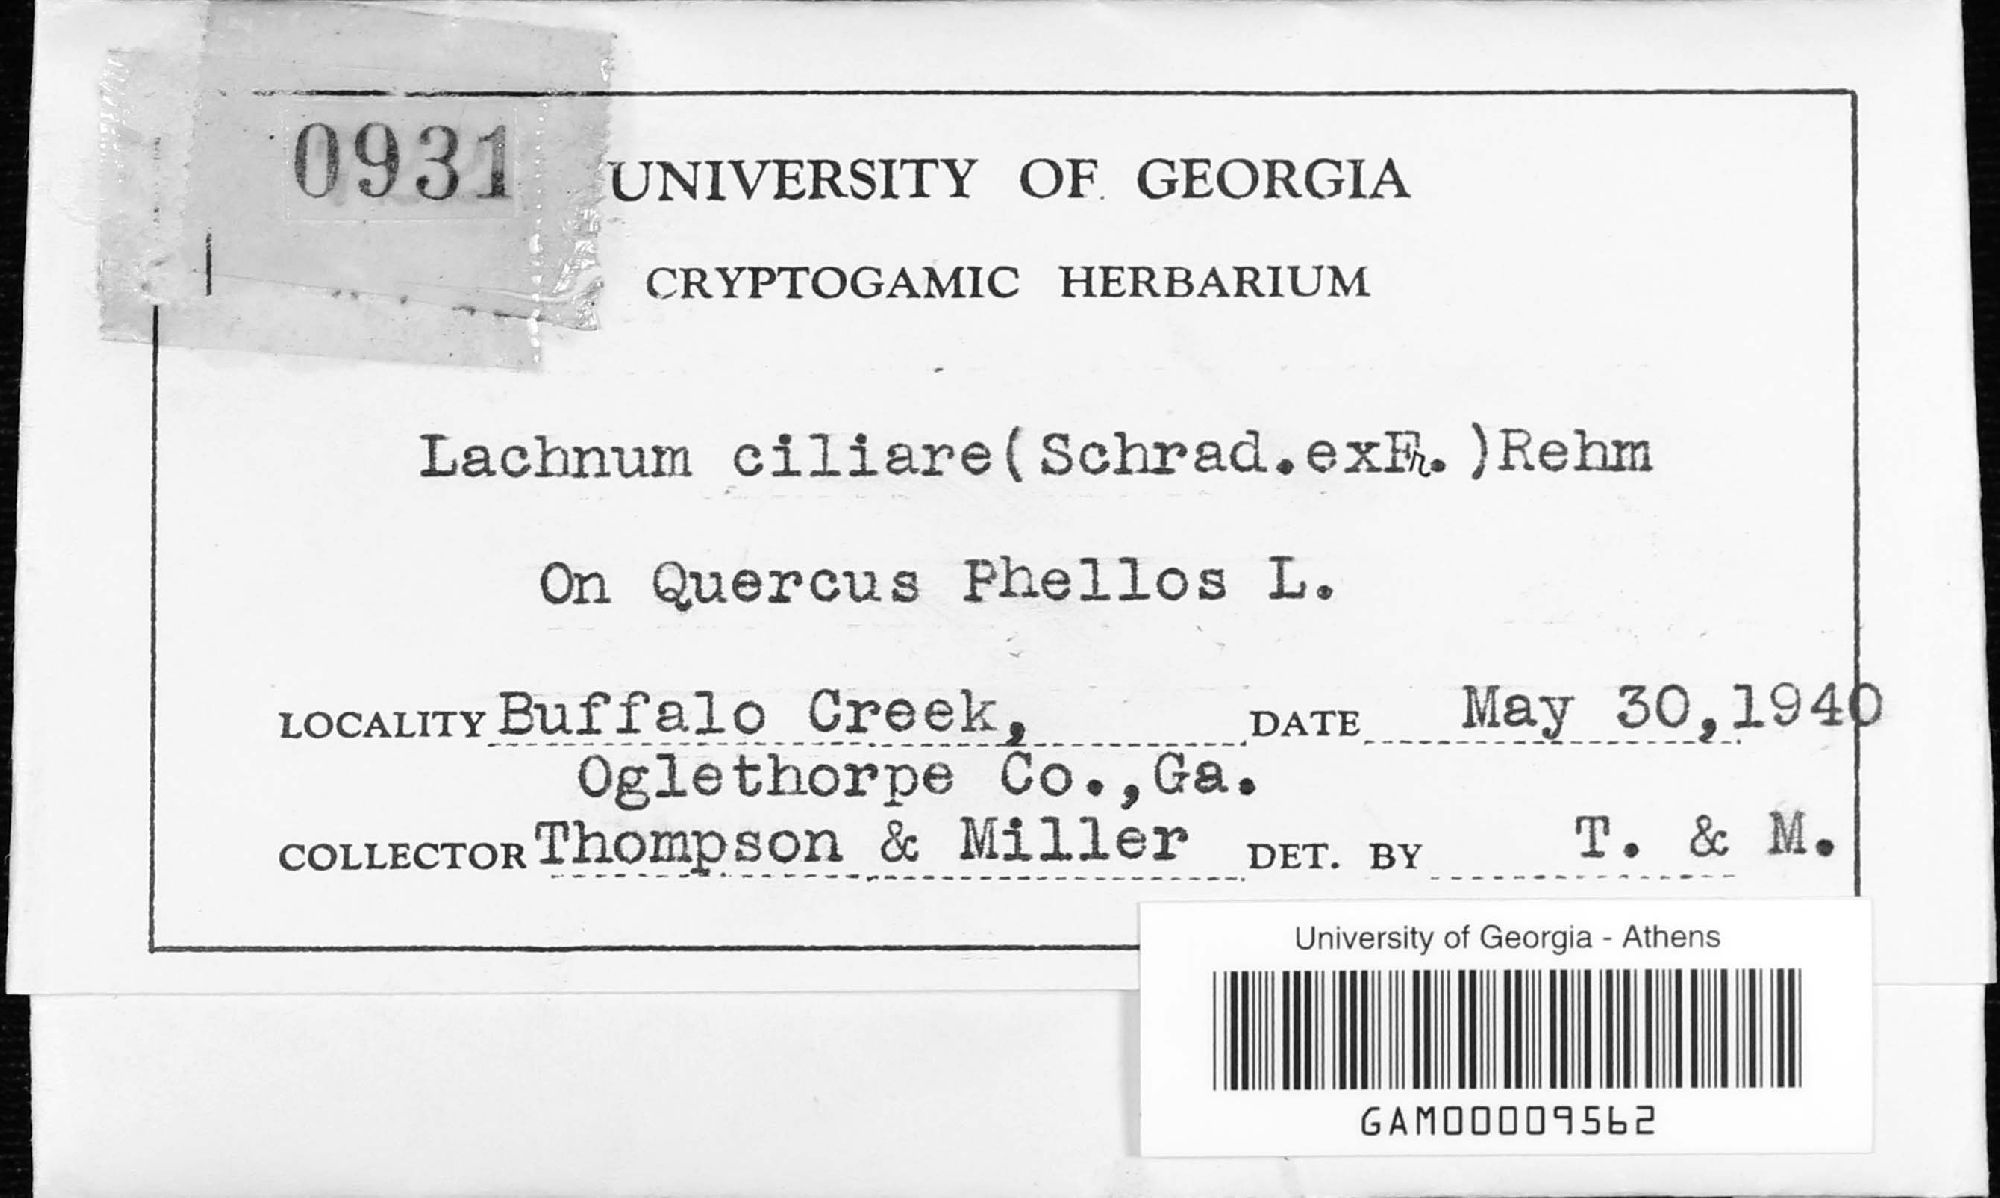 0931
UNIVERSITY OF GEORGIA
CRYPTOGAMIC HERBARIUM
Lachnum ciliare(Schrad.exFr.)Rehm
On Quercus Phellos L.
LOCALITY Buffalo Creek, DATE May 30,1940
Oglethorpe Co.,Ga.
COLLECTOR Thompson & Miller DET. BY T. & M.
University of Georgia - Athens
GAM00009562